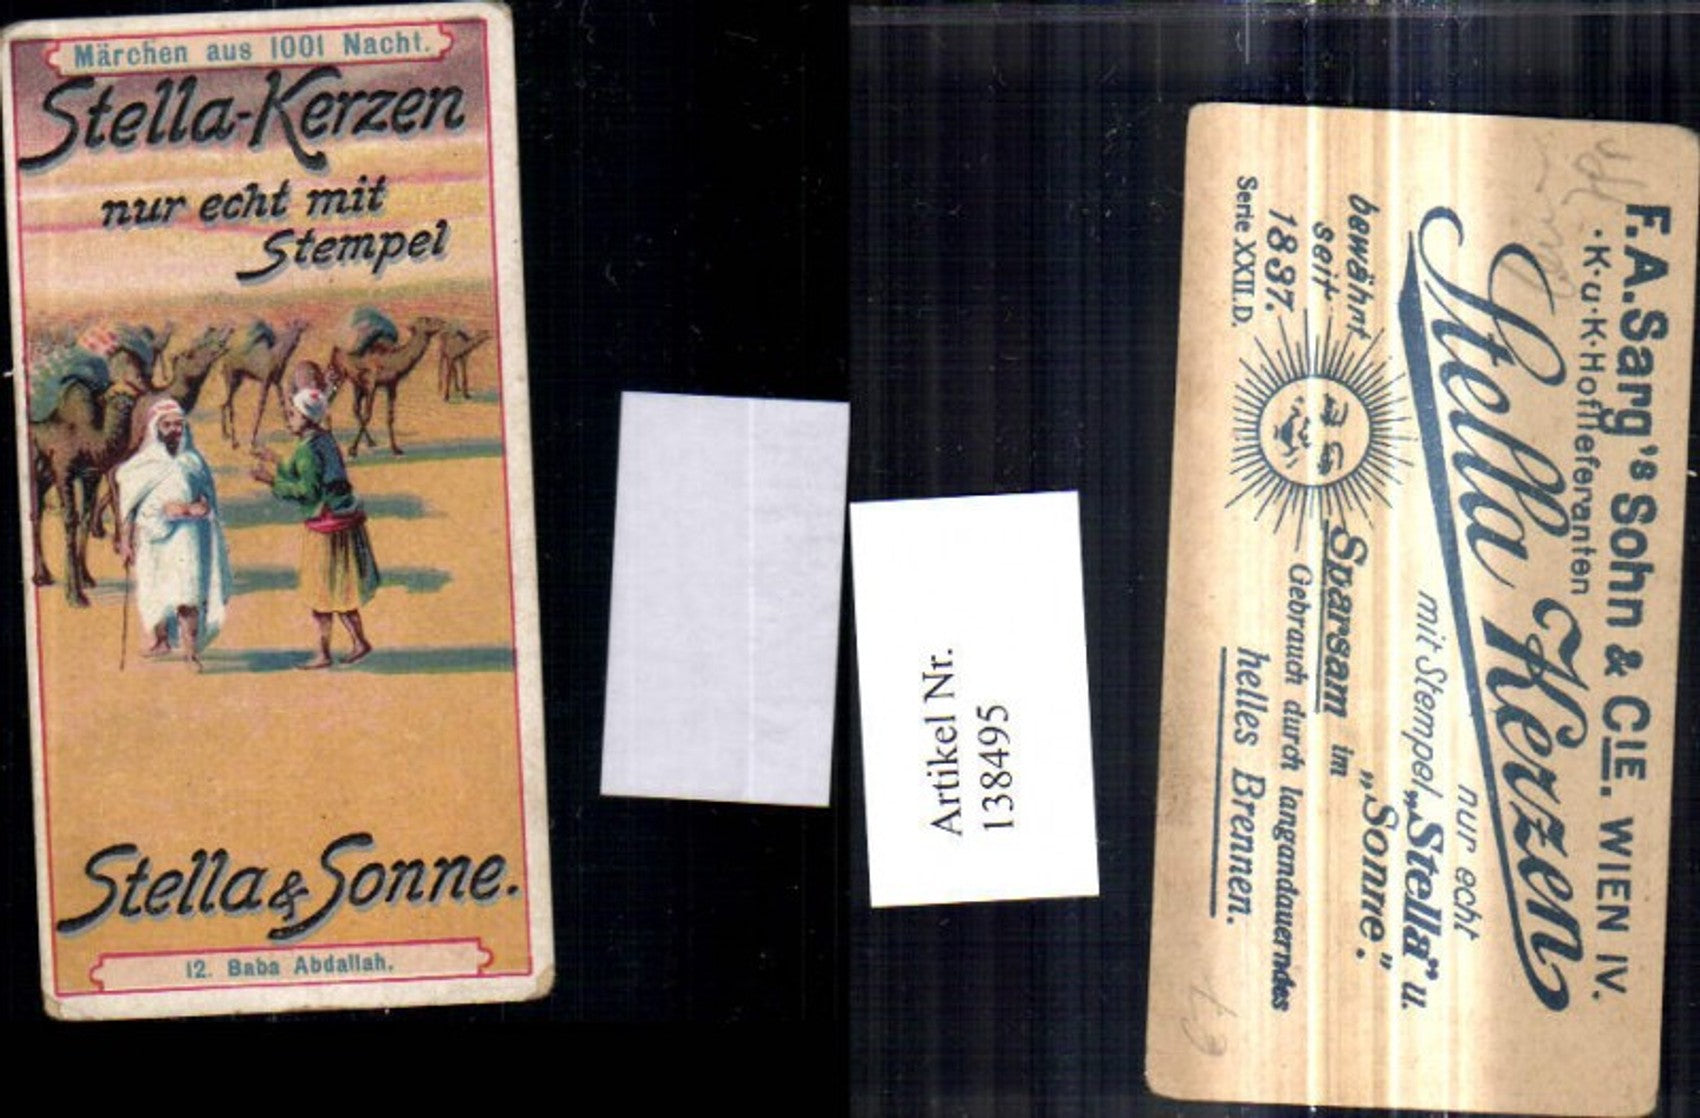 Märchen aus 1001 Nacht.
Stella-Kerzen
nur echt mit
Stempel
Stella & Sonne.
12. Baba Abdallah.
Artikel Nr.
138495
F.A. Sarg's Sohn & CIE. WIEN IV.
·K·u·K·Hoflieferanten
Stella Kerzen
nur echt
mit Stempel „Stella" u.
„Sonne."
bewährt
seit
1837.
Serie XXII. D.
Sparsam im
Gebrauch durch langandauerndes
helles Brennen.